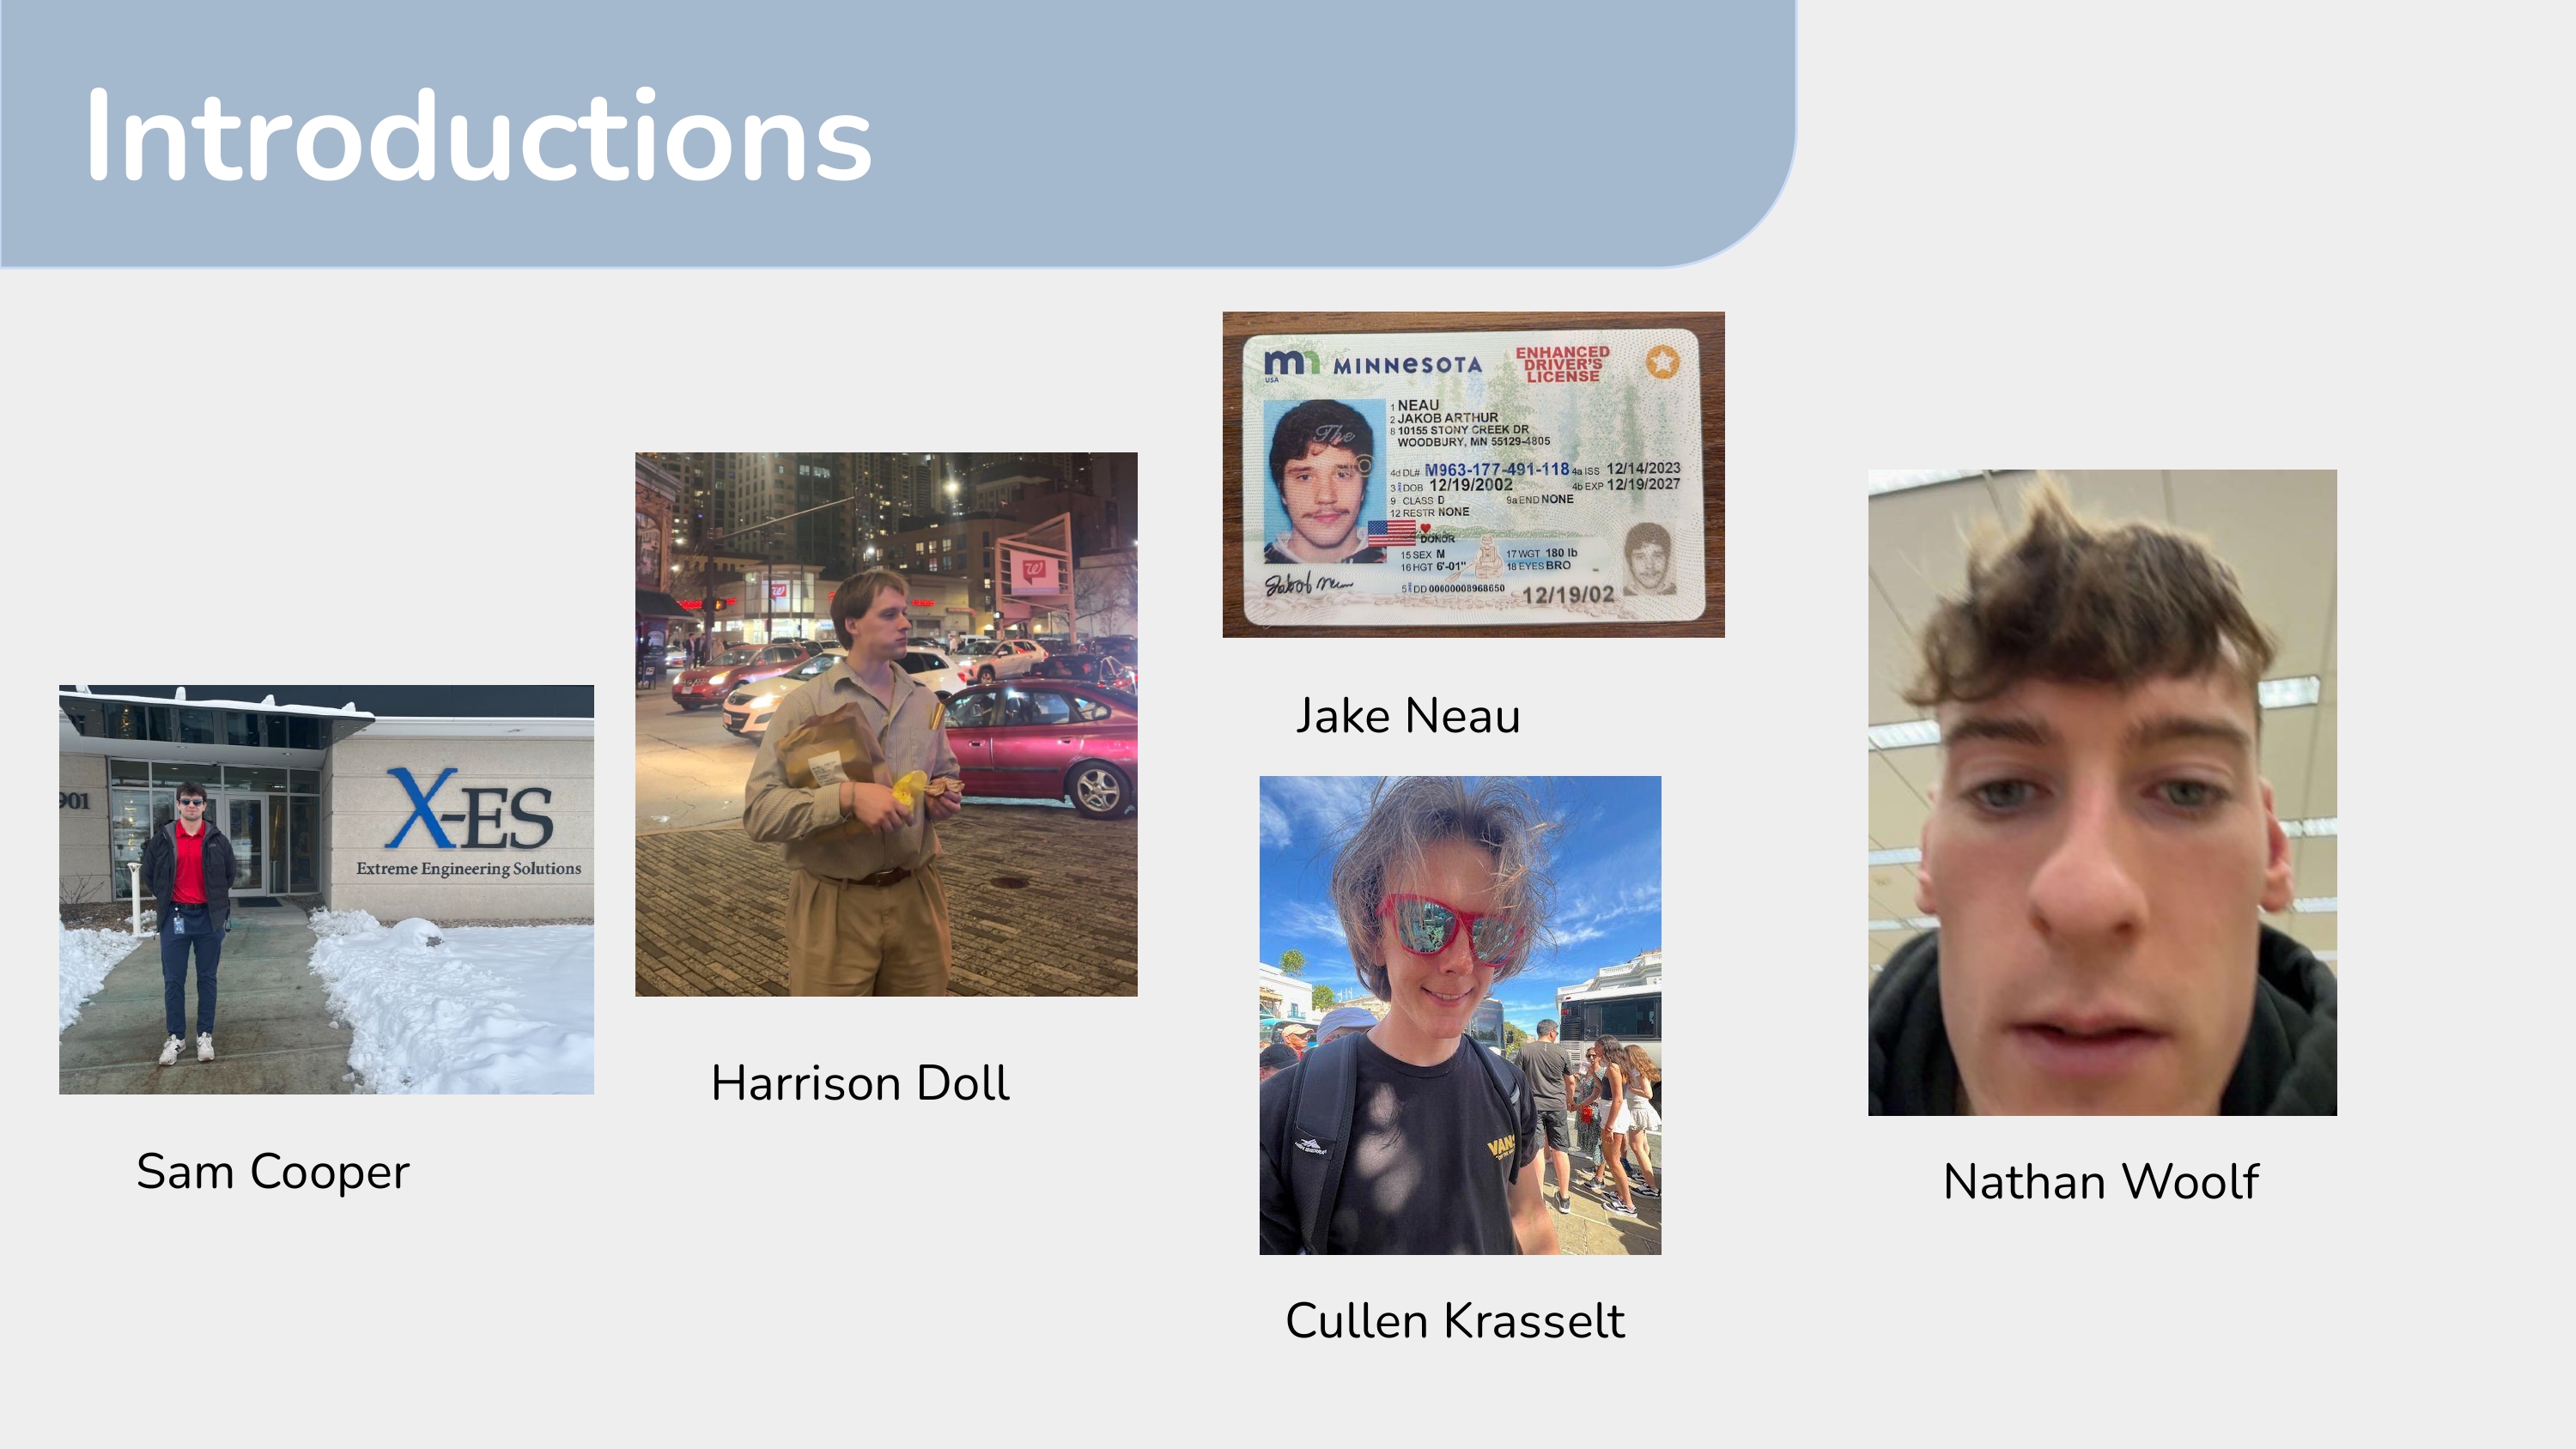 Introductions
X-ES
Extreme Engineering Solutions
901
Sam Cooper
Harrison Doll
mn MINNESOTA
USA
ENHANCED
DRIVER'S
LICENSE
The
1 NEAU
2 JAKOB ARTHUR
8 10155 STONY CREEK DR
WOODBURY, MN 55129-4805
4d DL# M963-177-491-118 4a ISS 12/14/2023
3 DOB 12/19/2002 4b EXP 12/19/2027
9 CLASS D 9a END NONE
12 RESTR NONE
DONOR
15 SEX M 17 WGT 180 lb
16 HGT 6'-01" 18 EYES BRO
5 DD 00000008968650 12/19/02
Jake Neau
VANS
Cullen Krasselt
Nathan Woolf